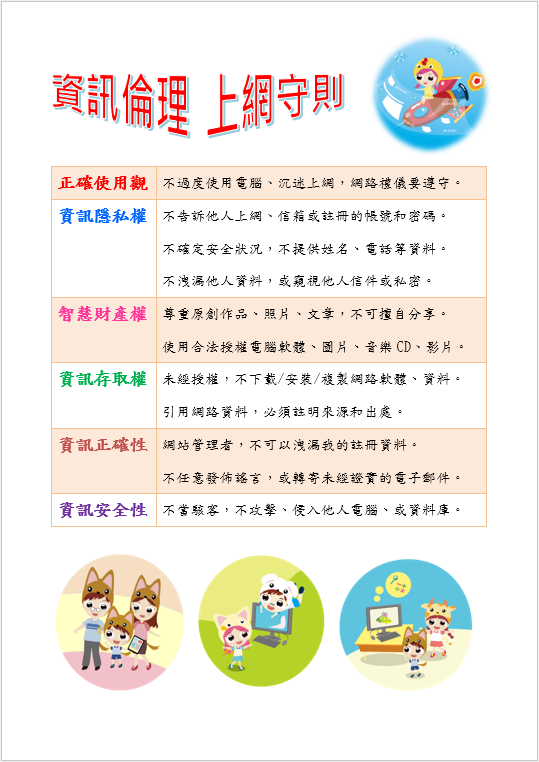 資訊倫理 上網守則
正確使用觀 不過度使用電腦、沉迷上網，網路禮儀要遵守。
資訊隱私權 不告訴他人上網、信箱或註冊的帳號和密碼。
不確定安全狀況，不提供姓名、電話等資料。
不洩漏他人資料，或窺視他人信件或私密。
智慧財產權 尊重原創作品、照片、文章，不可擅自分享。
使用合法授權電腦軟體、圖片、音樂CD、影片。
資訊存取權 未經授權，不下載/安裝/複製網路軟體、資料。
引用網路資料，必須註明來源和出處。
資訊正確性 網站管理者，不可以洩漏我的註冊資料。
不任意發佈謠言，或轉寄未經證實的電子郵件。
資訊安全性 不當駭客，不攻擊、侵入他人電腦、或資料庫。